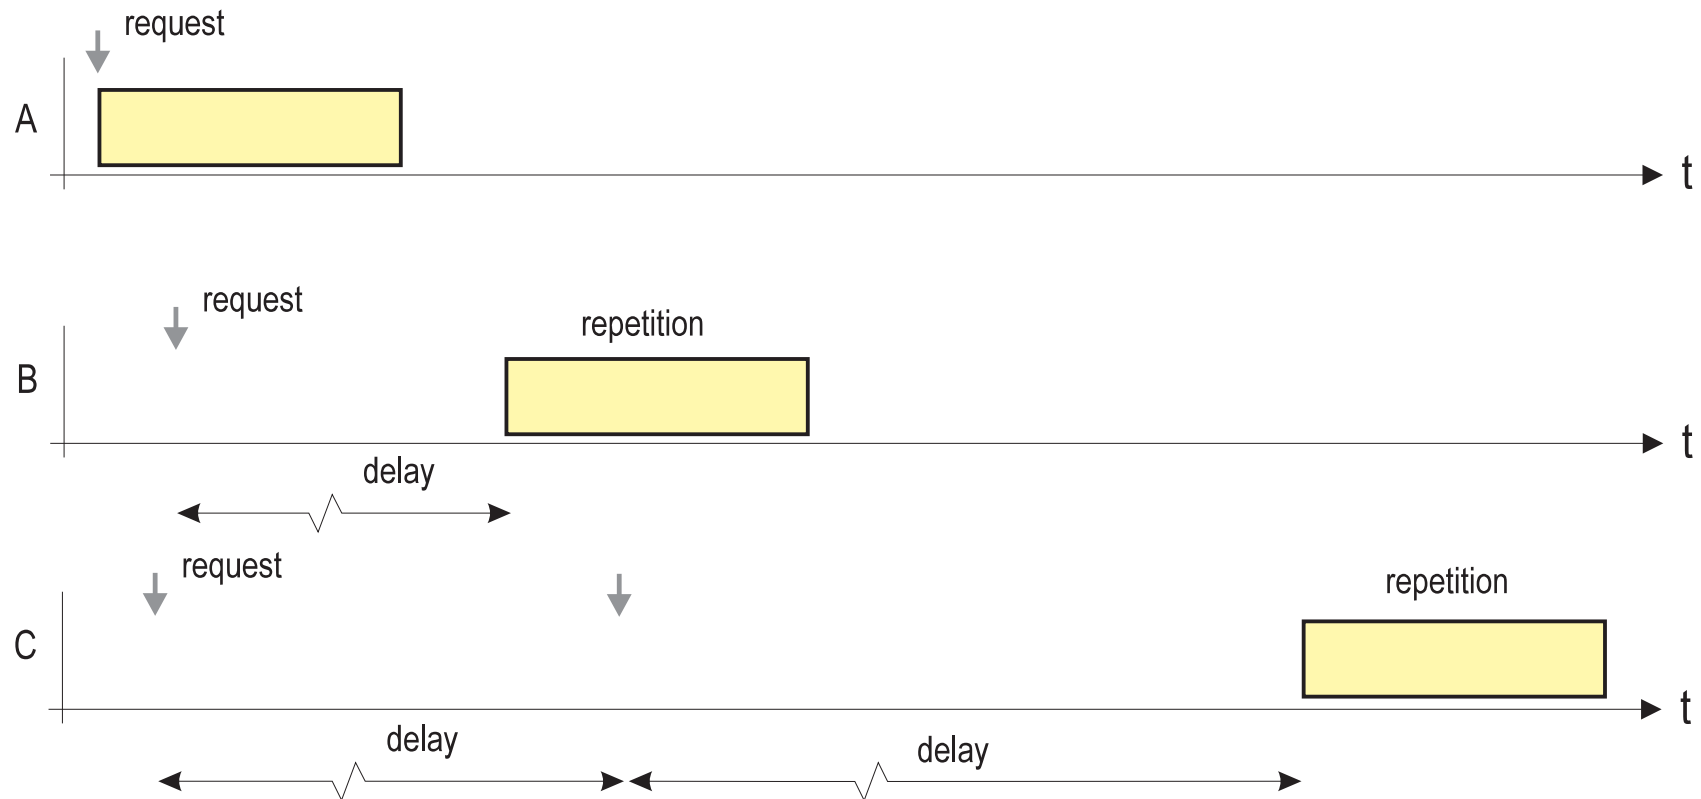 request
A
t
request
repetition
B
t
delay
request
repetition
C
t
delay
delay